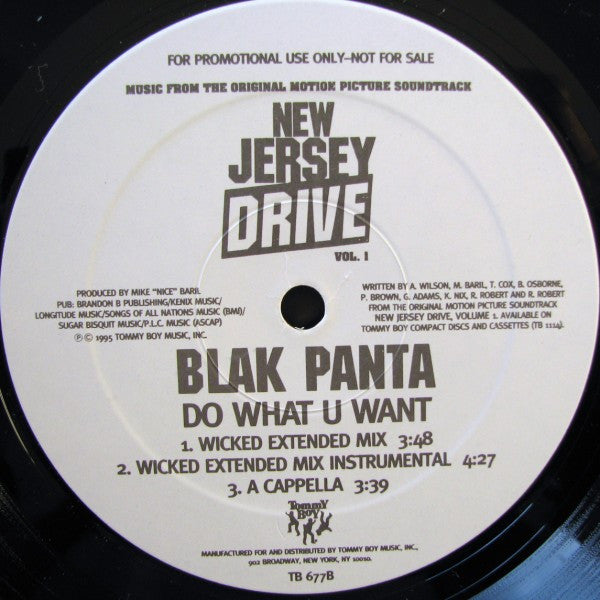 FOR PROMOTIONAL USE ONLY–NOT FOR SALE
MUSIC FROM THE ORIGINAL MOTION PICTURE SOUNDTRACK
NEW
JERSEY
DRIVE
VOL. 1
PRODUCED BY MIKE "NICE" BARIL
PUB: BRANDON B PUBLISHING/KENIX MUSIC/
LONGITUDE MUSIC/SONGS OF ALL NATIONS MUSIC (BMI)/
SUGAR BISQUIT MUSIC/P.L.C. MUSIC (ASCAP)
℗ © 1995 TOMMY BOY MUSIC, INC.
WRITTEN BY A. WILSON, M. BARIL, T. COX, B. OSBORNE,
P. BROWN, G. ADAMS, K. NIX, R. ROBERT AND R. ROBERT
FROM THE ORIGINAL MOTION PICTURE SOUNDTRACK
NEW JERSEY DRIVE, VOLUME 1. AVAILABLE ON
TOMMY BOY COMPACT DISCS AND CASSETTES (TB 1114).
BLAK PANTA
DO WHAT U WANT
1. WICKED EXTENDED MIX 3:48
2. WICKED EXTENDED MIX INSTRUMENTAL 4:27
3. A CAPPELLA 3:39
Tommy
Boy
MANUFACTURED FOR AND DISTRIBUTED BY TOMMY BOY MUSIC, INC.,
902 BROADWAY, NEW YORK, NY 10010.
TB 677B